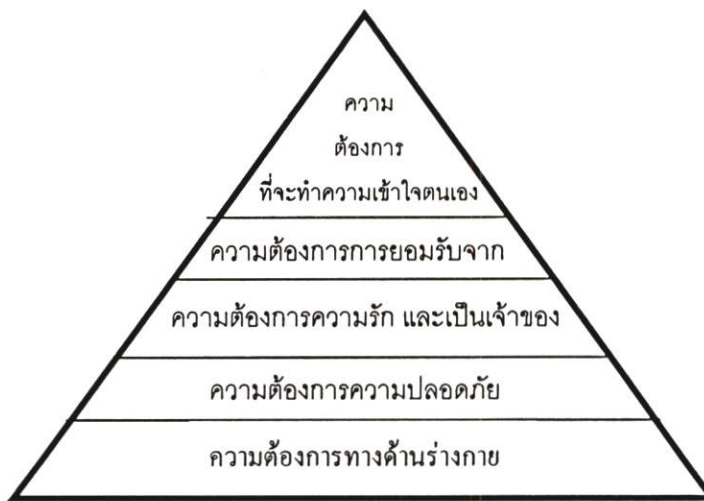 ความ
ต้องการ
ที่จะทำความเข้าใจตนเอง
ความต้องการการยอมรับจาก
ความต้องการความรัก และเป็นเจ้าของ
ความต้องการความปลอดภัย
ความต้องการทางด้านร่างกาย